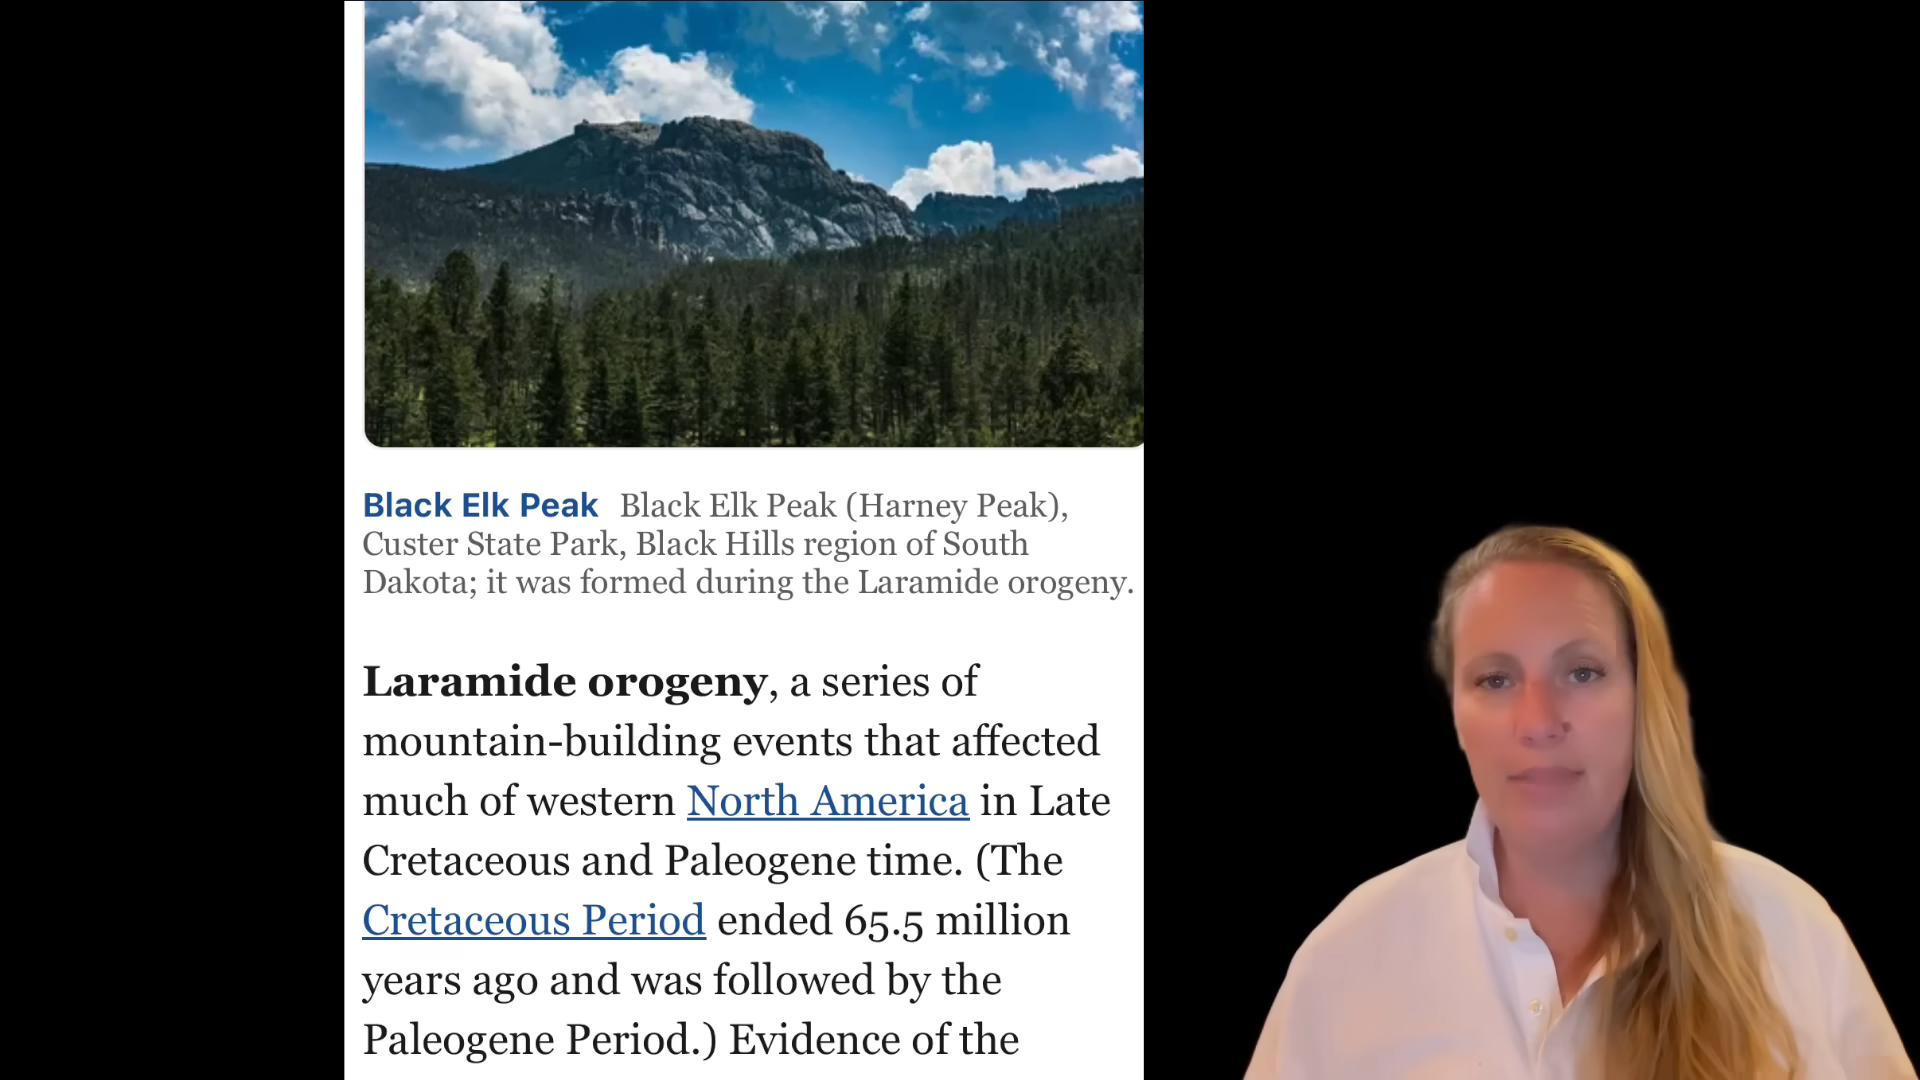 Black Elk Peak Black Elk Peak (Harney Peak),
Custer State Park, Black Hills region of South
Dakota; it was formed during the Laramide orogeny.
Laramide orogeny, a series of
mountain-building events that affected
much of western North America in Late
Cretaceous and Paleogene time. (The
Cretaceous Period ended 65.5 million
years ago and was followed by the
Paleogene Period.) Evidence of the